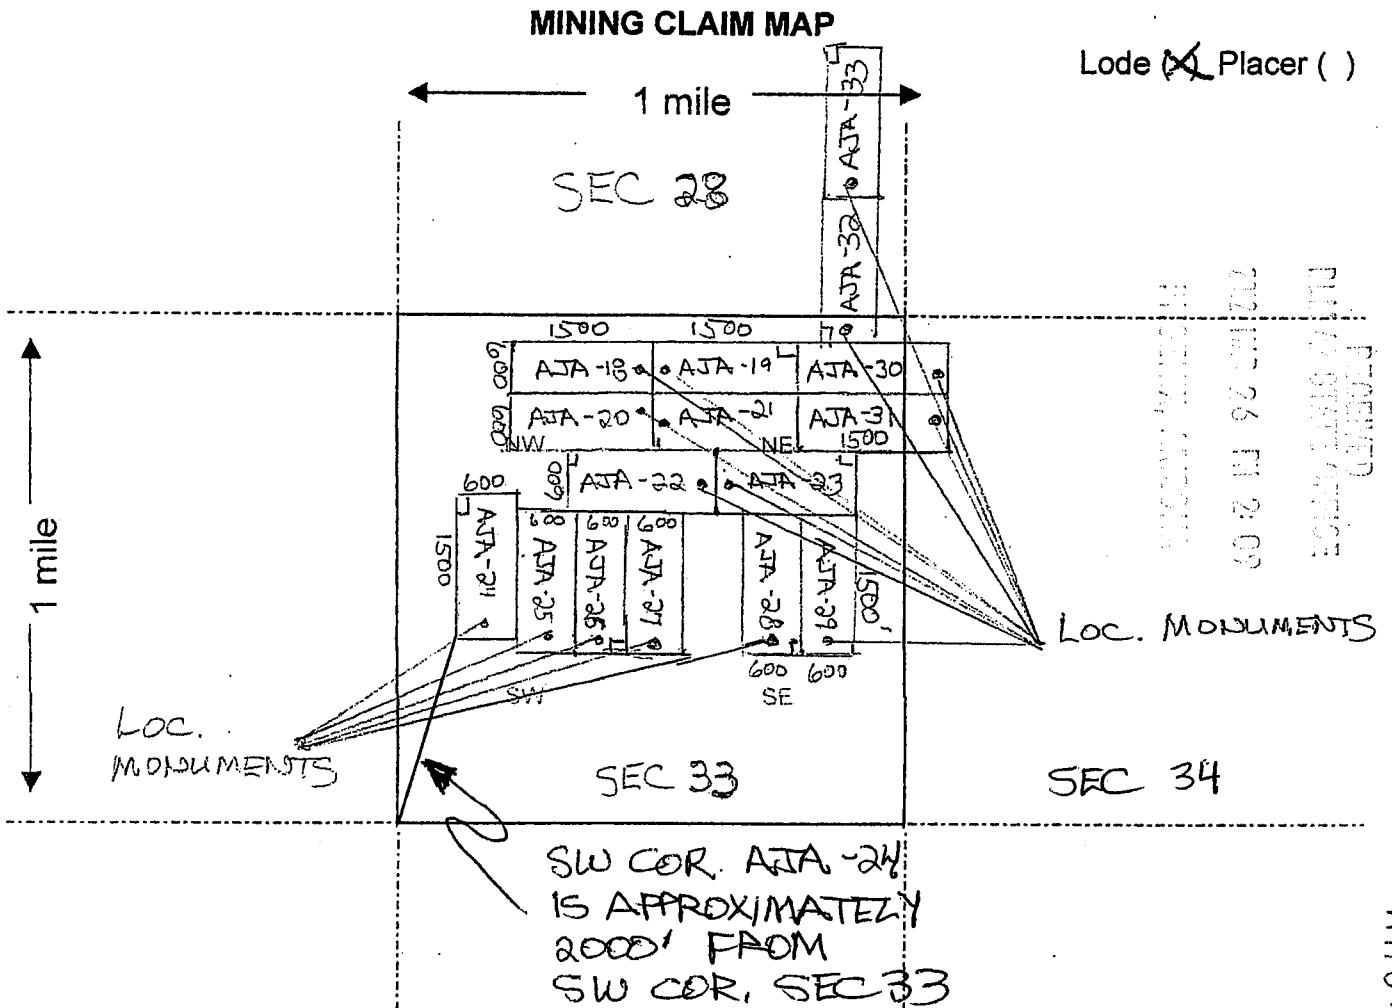 MINING CLAIM MAP
Lode (X) Placer ( )
1 mile
AJA-33
SEC 28
AJA-32
1500 1500
600 AJA-18 AJA-19 AJA-30
600 AJA-20 AJA-21 AJA-31
NW NE 1500
600 AJA-22 AJA-23
600
1 mile
1500 AJA-24
600 AJA-25
600 AJA-26
600 AJA-27
AJA-28
AJA-29 1500'
600 600
LOC. MONUMENTS
SW SE
LOC.
MONUMENTS
SEC 33
SEC 34
SW COR. AJA-24
IS APPROXIMATELY
2000' FROM
SW COR. SEC 33
RECEIVED